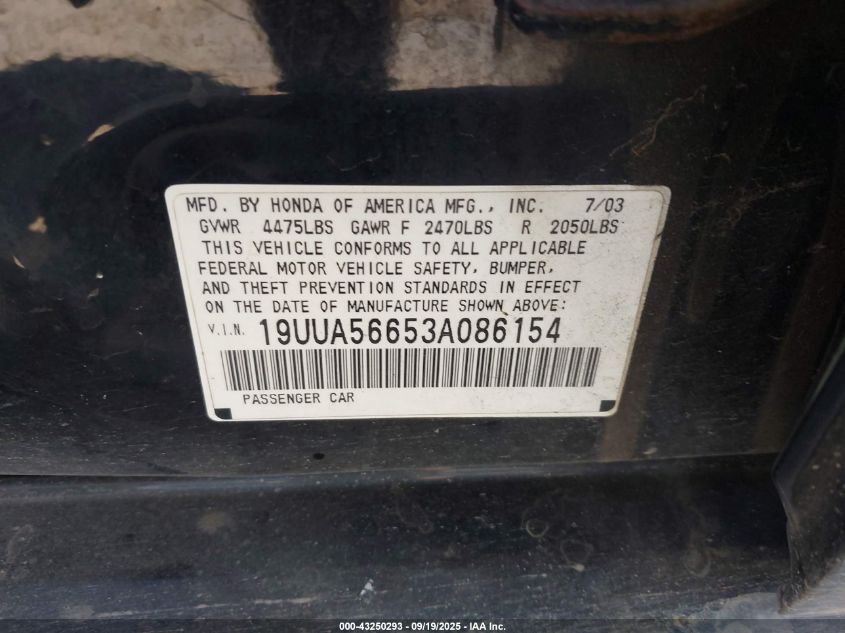 MFD. BY HONDA OF AMERICA MFG., INC. 7/03
GVWR 4475LBS GAWR F 2470LBS R 2050LBS
THIS VEHICLE CONFORMS TO ALL APPLICABLE
FEDERAL MOTOR VEHICLE SAFETY, BUMPER,
AND THEFT PREVENTION STANDARDS IN EFFECT
ON THE DATE OF MANUFACTURE SHOWN ABOVE:
V.I.N. 19UUA56653A086154
PASSENGER CAR
000-43250293 - 09/19/2025 - IAA Inc.